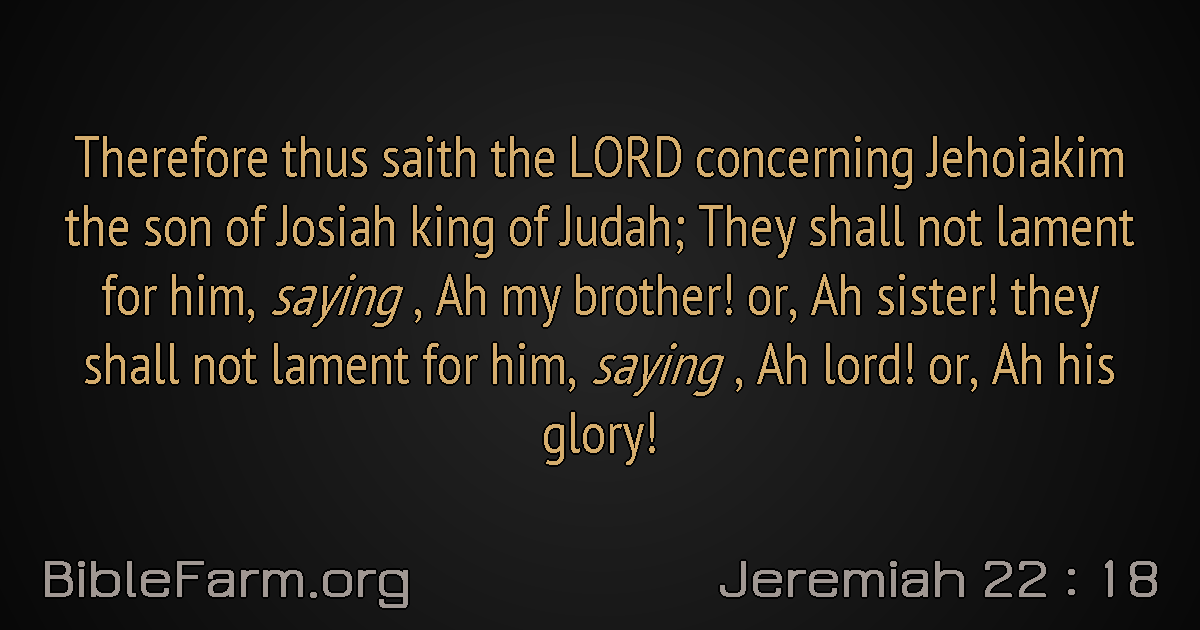 Therefore thus saith the LORD concerning Jehoiakim
the son of Josiah king of Judah; They shall not lament
for him, saying , Ah my brother! or, Ah sister! they
shall not lament for him, saying , Ah lord! or, Ah his
glory!
BibleFarm.org
Jeremiah 22 : 18